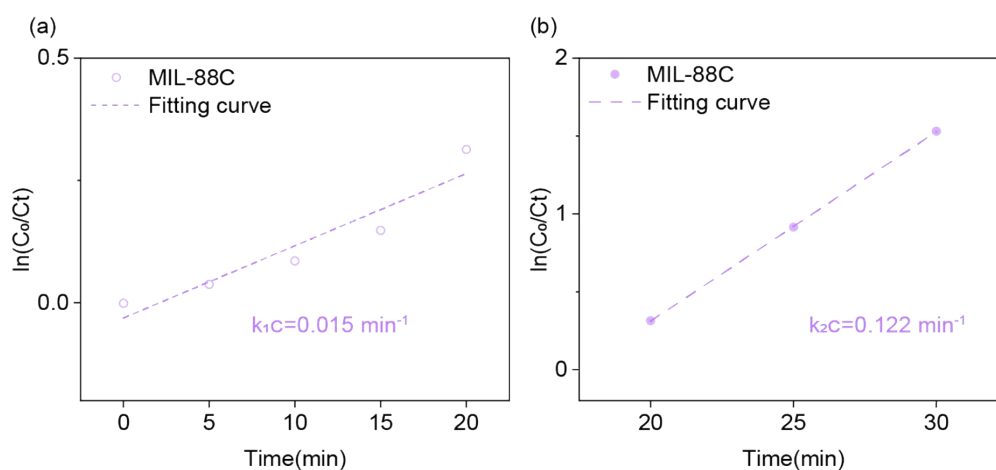 (a)
0.5
0.0
ln(C₀/Ct)
MIL-88C
Fitting curve
k₁c=0.015 min⁻¹
0
5
10
15
20
Time(min)
(b)
2
1
0
ln(C₀/Ct)
MIL-88C
Fitting curve
k₂c=0.122 min⁻¹
20
25
30
Time(min)